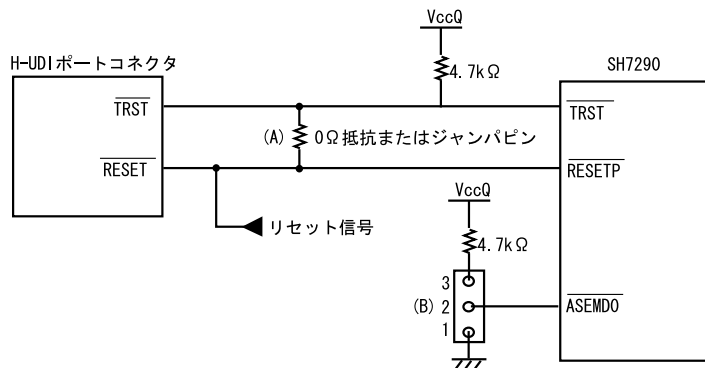 VccQ
H-UDIポートコネクタ
4.7kΩ
SH7290
TRST
TRST
(A)
0Ω抵抗またはジャンパピン
RESET
RESETP
リセット信号
VccQ
4.7kΩ
3
(B) 2
1
ASEMD0